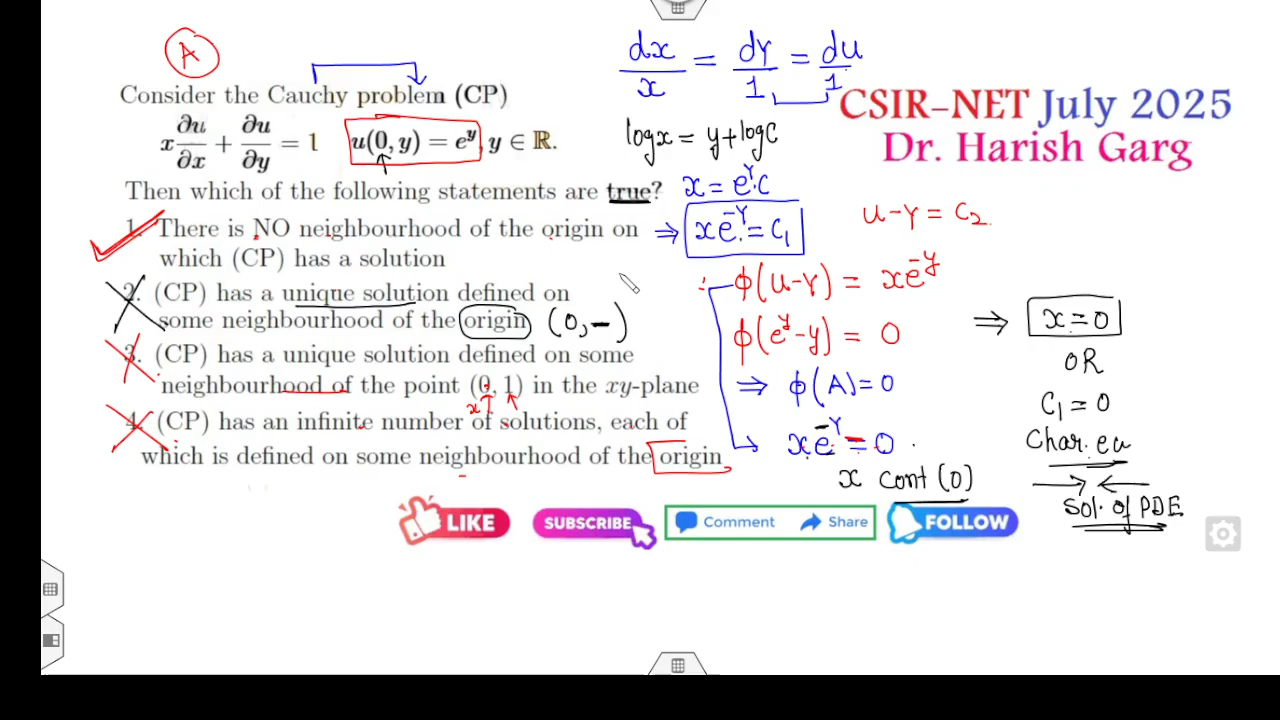 A
Consider the Cauchy problem (CP)
x ∂u/∂x + ∂u/∂y = 1 u(0, y) = e^y, y ∈ ℝ.
Then which of the following statements are true?
1. There is NO neighbourhood of the origin on
which (CP) has a solution
2. (CP) has a unique solution defined on
some neighbourhood of the origin (0, -)
3. (CP) has a unique solution defined on some
neighbourhood of the point (0, 1) in the xy-plane
x
4. (CP) has an infinite number of solutions, each of
which is defined on some neighbourhood of the origin
dx/x = dy/1 = du/1
log x = y + log C
x = e^y. C
⇒ x e^-y = C₁
u - y = C₂
∴ φ(u-y) = x e^-y
φ(e^y - y) = 0
⇒ φ(A) = 0
x e^-y = 0
x cont (0)
⇒ x = 0
OR
C₁ = 0
Char. eq
Sol. of PDE
CSIR-NET July 2025
Dr. Harish Garg
LIKE
SUBSCRIBE
Comment
Share
FOLLOW